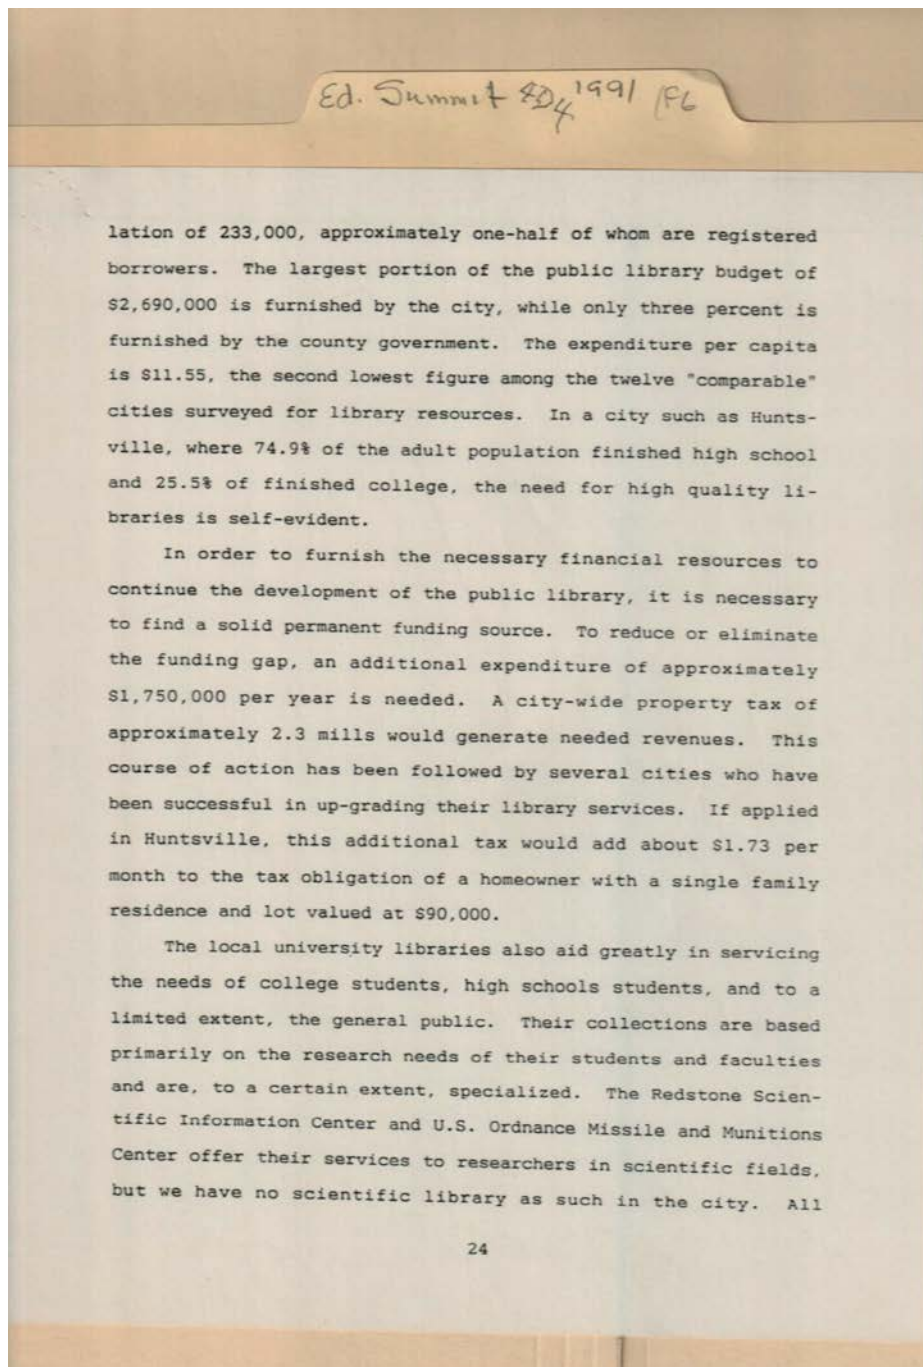 Ed. Summit 4D4 1991 F6
lation of 233,000, approximately one-half of whom are registered
borrowers. The largest portion of the public library budget of
$2,690,000 is furnished by the city, while only three percent is
furnished by the county government. The expenditure per capita
is $11.55, the second lowest figure among the twelve "comparable"
cities surveyed for library resources. In a city such as Hunts-
ville, where 74.9% of the adult population finished high school
and 25.5% of finished college, the need for high quality li-
braries is self-evident.
In order to furnish the necessary financial resources to
continue the development of the public library, it is necessary
to find a solid permanent funding source. To reduce or eliminate
the funding gap, an additional expenditure of approximately
$1,750,000 per year is needed. A city-wide property tax of
approximately 2.3 mills would generate needed revenues. This
course of action has been followed by several cities who have
been successful in up-grading their library services. If applied
in Huntsville, this additional tax would add about $1.73 per
month to the tax obligation of a homeowner with a single family
residence and lot valued at $90,000.
The local university libraries also aid greatly in servicing
the needs of college students, high schools students, and to a
limited extent, the general public. Their collections are based
primarily on the research needs of their students and faculties
and are, to a certain extent, specialized. The Redstone Scien-
tific Information Center and U.S. Ordnance Missile and Munitions
Center offer their services to researchers in scientific fields,
but we have no scientific library as such in the city. All
24